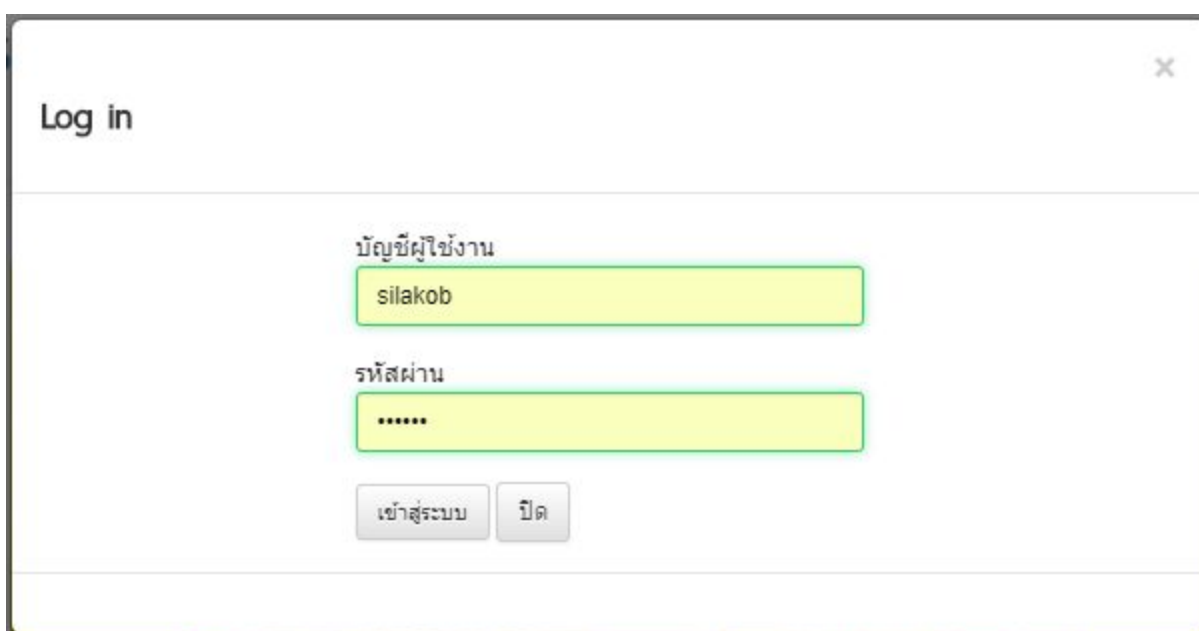 ×
Log in
บัญชีผู้ใช้งาน
silakob
รหัสผ่าน
••••••
เข้าสู่ระบบ ปิด